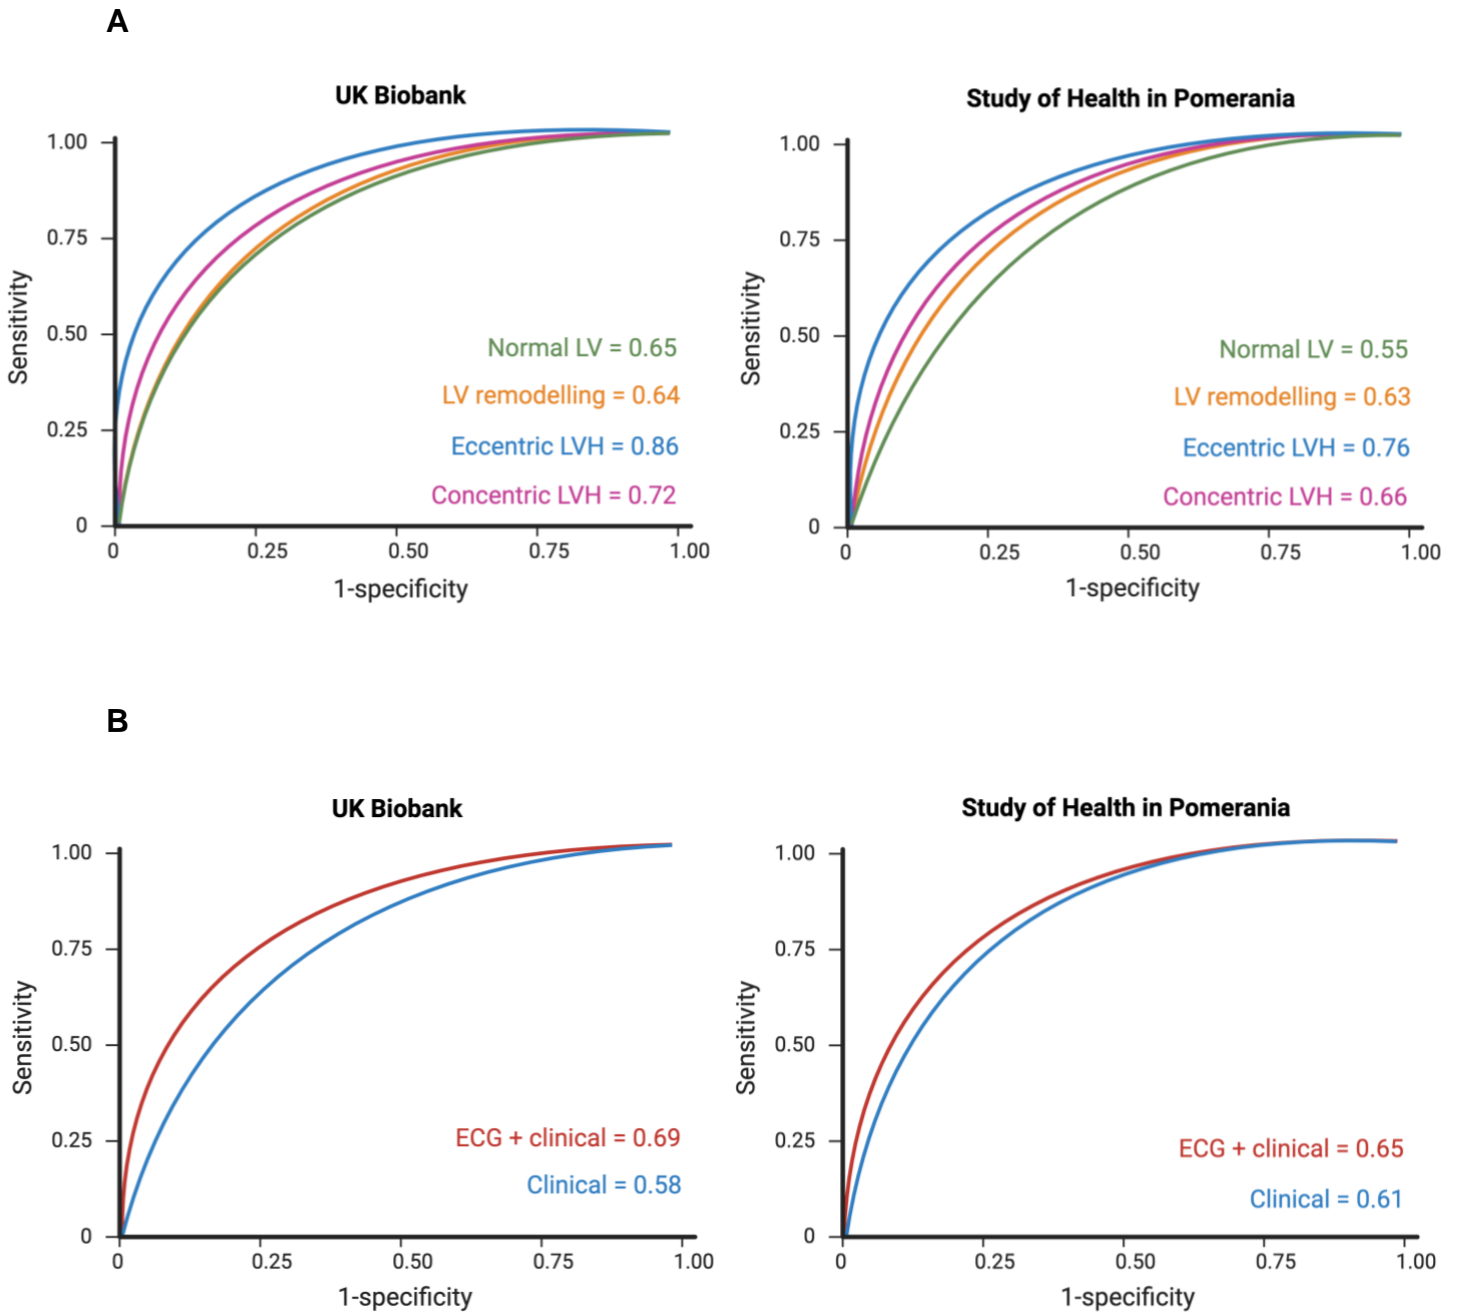 A
UK Biobank
1.00
0.75
0.50
0.25
0
Sensitivity
Normal LV = 0.65
LV remodelling = 0.64
Eccentric LVH = 0.86
Concentric LVH = 0.72
0 0.25 0.50 0.75 1.00
1-specificity
Study of Health in Pomerania
1.00
0.75
0.50
0.25
0
Sensitivity
Normal LV = 0.55
LV remodelling = 0.63
Eccentric LVH = 0.76
Concentric LVH = 0.66
0 0.25 0.50 0.75 1.00
1-specificity
B
UK Biobank
1.00
0.75
0.50
0.25
0
Sensitivity
ECG + clinical = 0.69
Clinical = 0.58
0 0.25 0.50 0.75 1.00
1-specificity
Study of Health in Pomerania
1.00
0.75
0.50
0.25
0
Sensitivity
ECG + clinical = 0.65
Clinical = 0.61
0 0.25 0.50 0.75 1.00
1-specificity